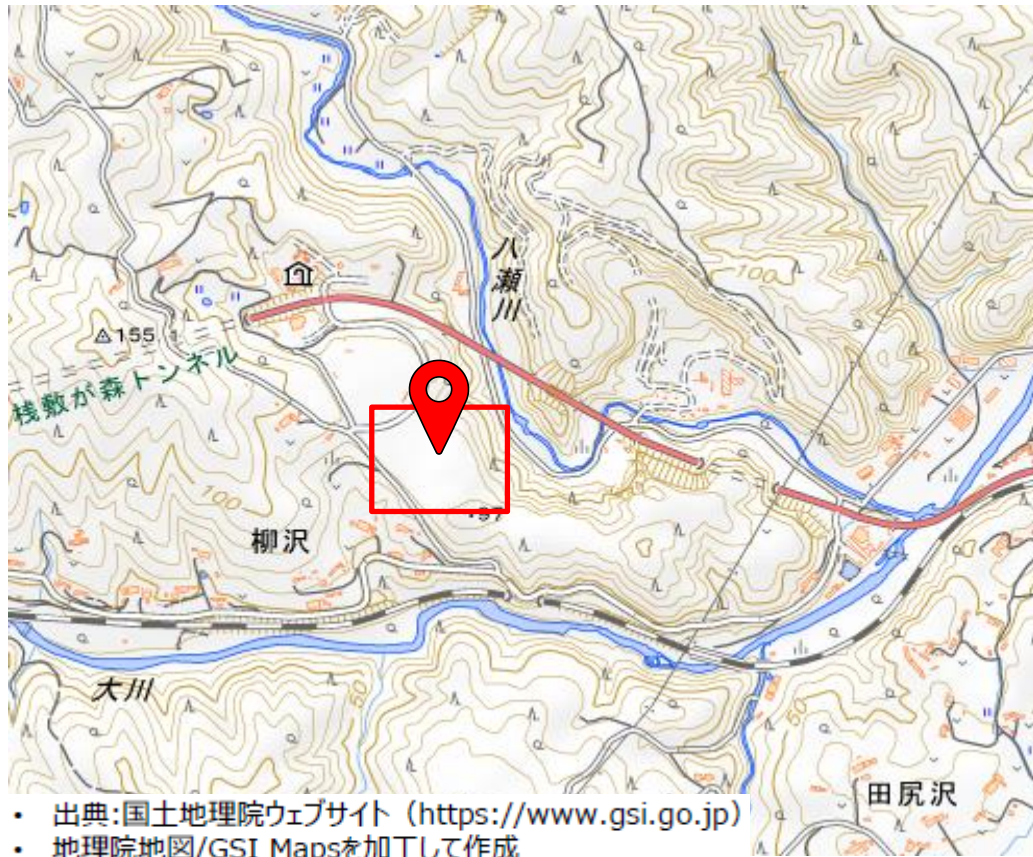 八瀬川
100
155
桟敷が森トンネル
100
97
柳沢
大川
50
50
田尻沢
・ 出典:国土地理院ウェブサイト（https://www.gsi.go.jp）
・ 地理院地図/GSI Mapsを加工して作成